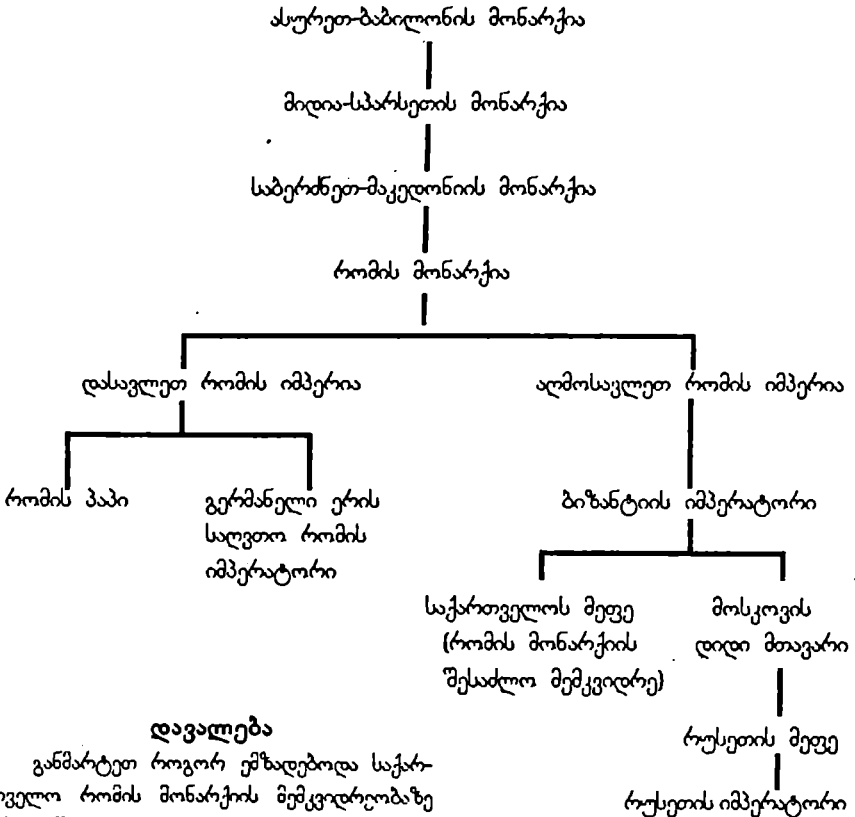 ასურეთ-ბაბილონის მონარქია
მიდია-სპარსეთის მონარქია
საბერძნეთ-მაკედონიის მონარქია
რომის მონარქია
დასავლეთ რომის იმპერია
აღმოსავლეთ რომის იმპერია
რომის პაპი
გერმანელი ერის
საღვთო რომის
იმპერატორი
ბიზანტიის იმპერატორი
საქართველოს მეფე
(რომის მონარქიის
შესაძლო მემკვიდრე)
მოსკოვის
დიდი მთავარი
რუსეთის მეფე
რუსეთის იმპერატორი
დავალება
განმარტეთ როგორ ემზადებოდა საქარ-
თველო რომის მონარქიის მემკვიდრეობაზე